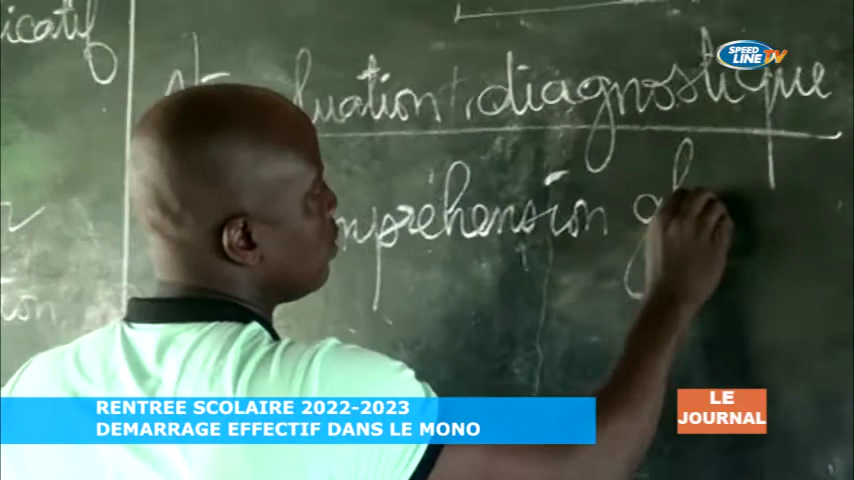 icatif
SPEED
LINE TV
luation diagnostique
mpréhension gl
tion
RENTREE SCOLAIRE 2022-2023
DEMARRAGE EFFECTIF DANS LE MONO
LE
JOURNAL